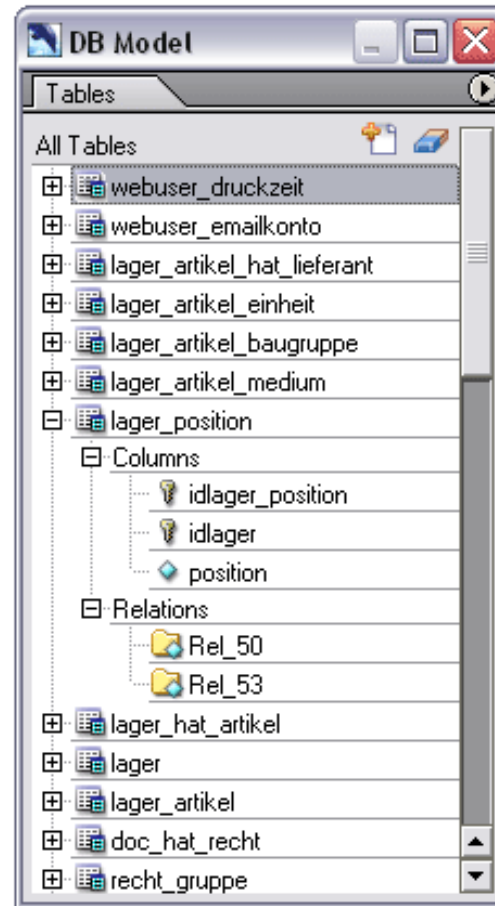 DB Model
Tables
All Tables
webuser_druckzeit
webuser_emailkonto
lager_artikel_hat_lieferant
lager_artikel_einheit
lager_artikel_baugruppe
lager_artikel_medium
lager_position
Columns
idlager_position
idlager
position
Relations
Rel_50
Rel_53
lager_hat_artikel
lager
lager_artikel
doc_hat_recht
recht_gruppe